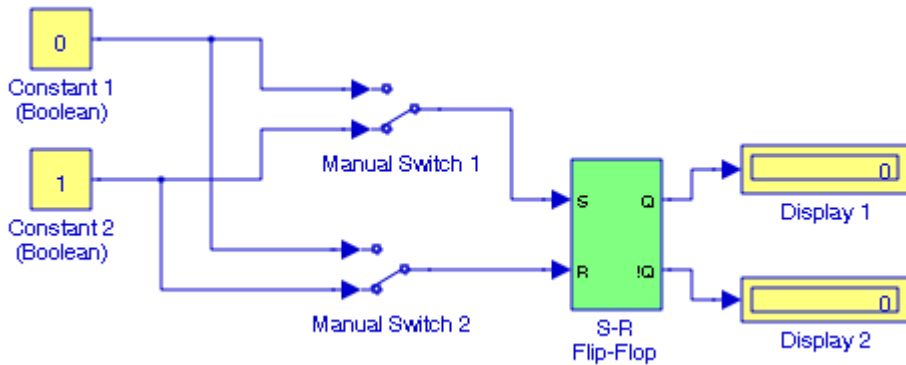 0
Constant 1
(Boolean)
1
Constant 2
(Boolean)
Manual Switch 1
Manual Switch 2
S Q
R !Q
S-R
Flip-Flop
0
Display 1
0
Display 2